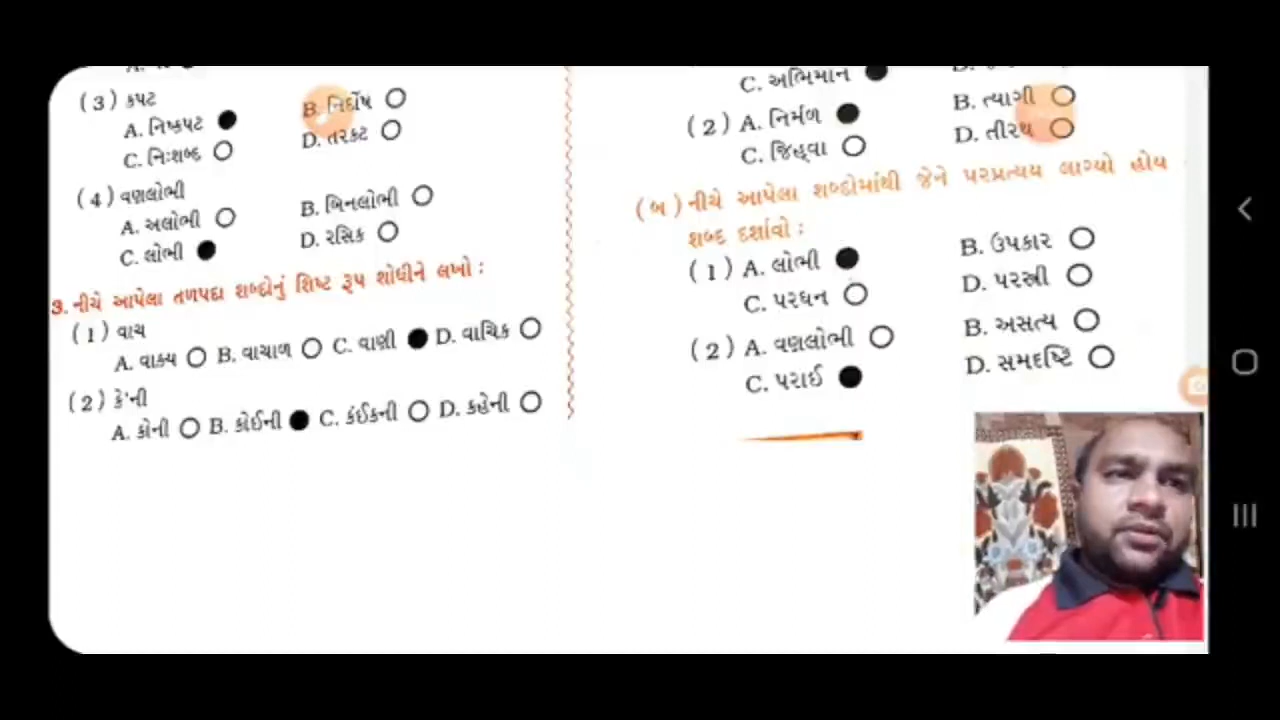 (3) કપટ
A. નિષ્કપટ B. નિર્દોષ
C. નિઃશબ્દ D. તરકટ
(4) વણલોભી
A. અલોભી B. બિનલોભી
C. લોભી D. રસિક
3. નીચે આપેલા તળપદા શબ્દોનું શિષ્ટ રૂપ શોધીને લખો :
(1) વાચ
A. વાક્ય B. વાચાળ C. વાણી D. વાચિક
(2) કે'ની
A. કોની B. કોઈની C. કંઈકની D. કહેની
C. અભિમાન
(2) A. નિર્મળ B. ત્યાગી
C. જિહ્વા D. તીરથ
(બ) નીચે આપેલા શબ્દોમાંથી જેને પરપ્રત્યય લાગ્યો હોય
શબ્દ દર્શાવો :
(1) A. લોભી B. ઉપકાર
C. પરધન D. પરસ્ત્રી
(2) A. વણલોભી B. અસત્ય
C. પરાઈ D. સમદષ્ટિ